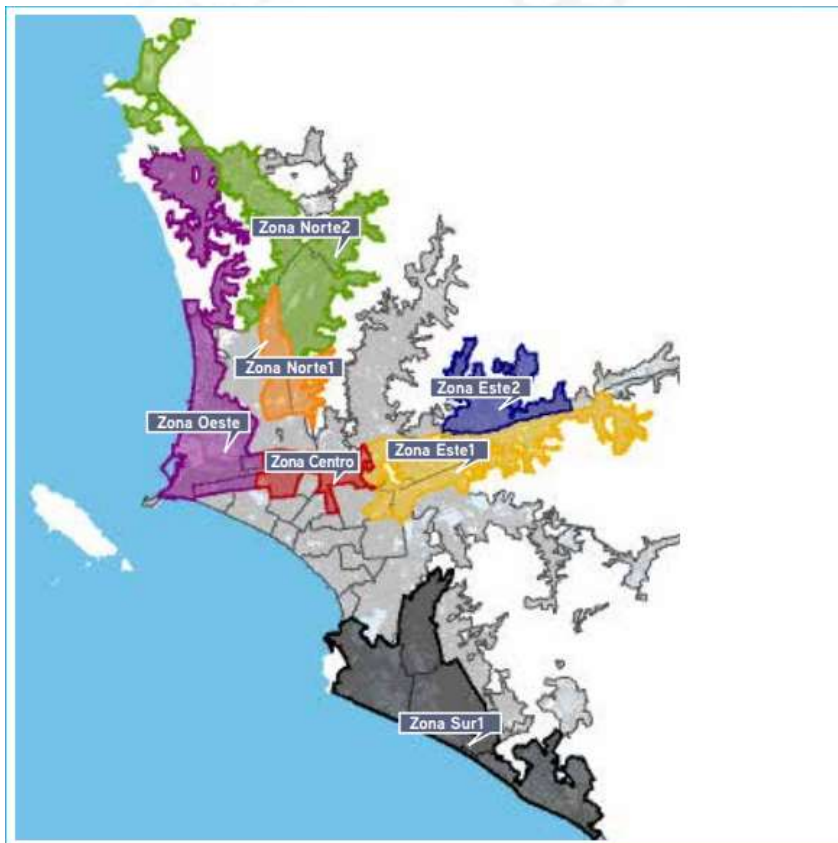 Zona Norte2
Zona Norte1
Zona Este2
Zona Oeste
Zona Este1
Zona Centro
Zona Sur1